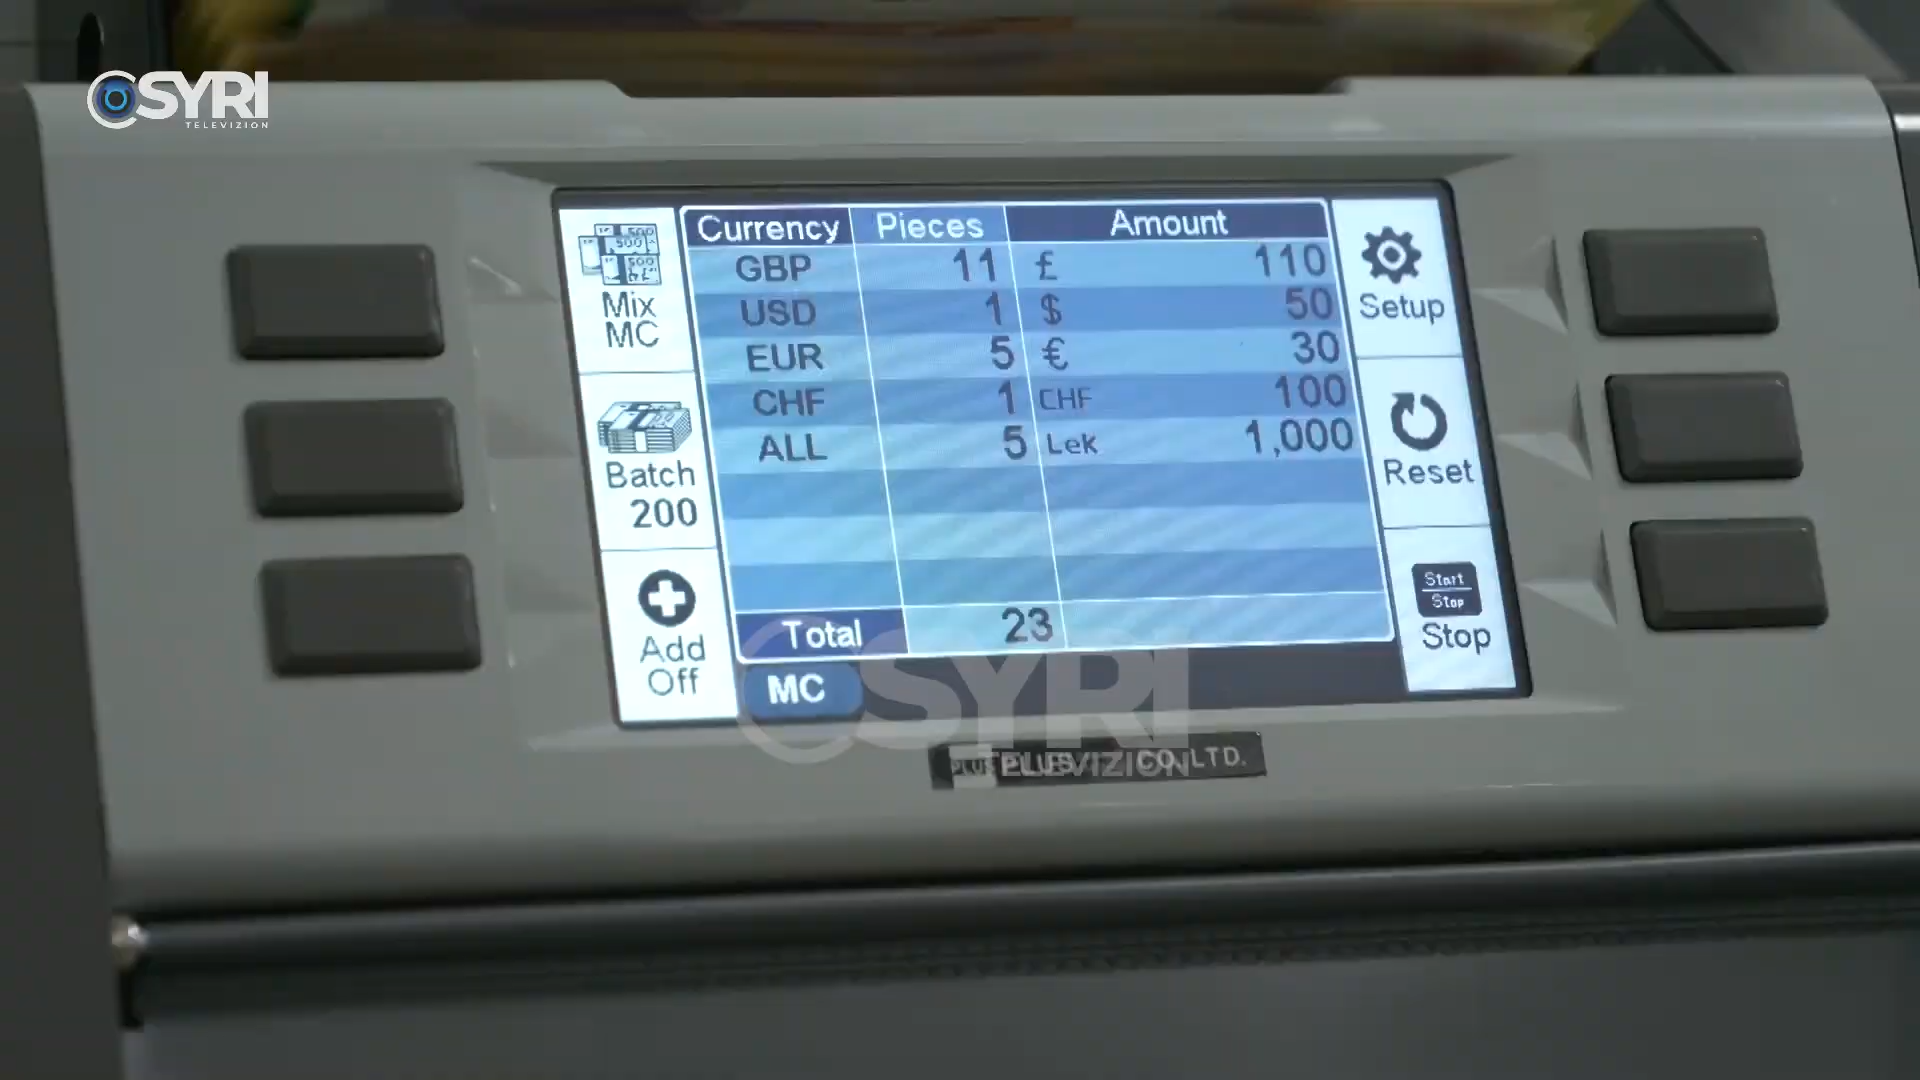 SYRI
TELEVIZION
Currency Pieces Amount
GBP 11 £ 110
USD 1 $ 50
EUR 5 € 30
CHF 1 CHF 100
ALL 5 Lek 1,000
Total 23
MC
Mix
MC
Batch
200
Add
Off
Setup
Reset
Start
Stop
Stop
SYRI
TELEVIZION
PLUS CO.,LTD.